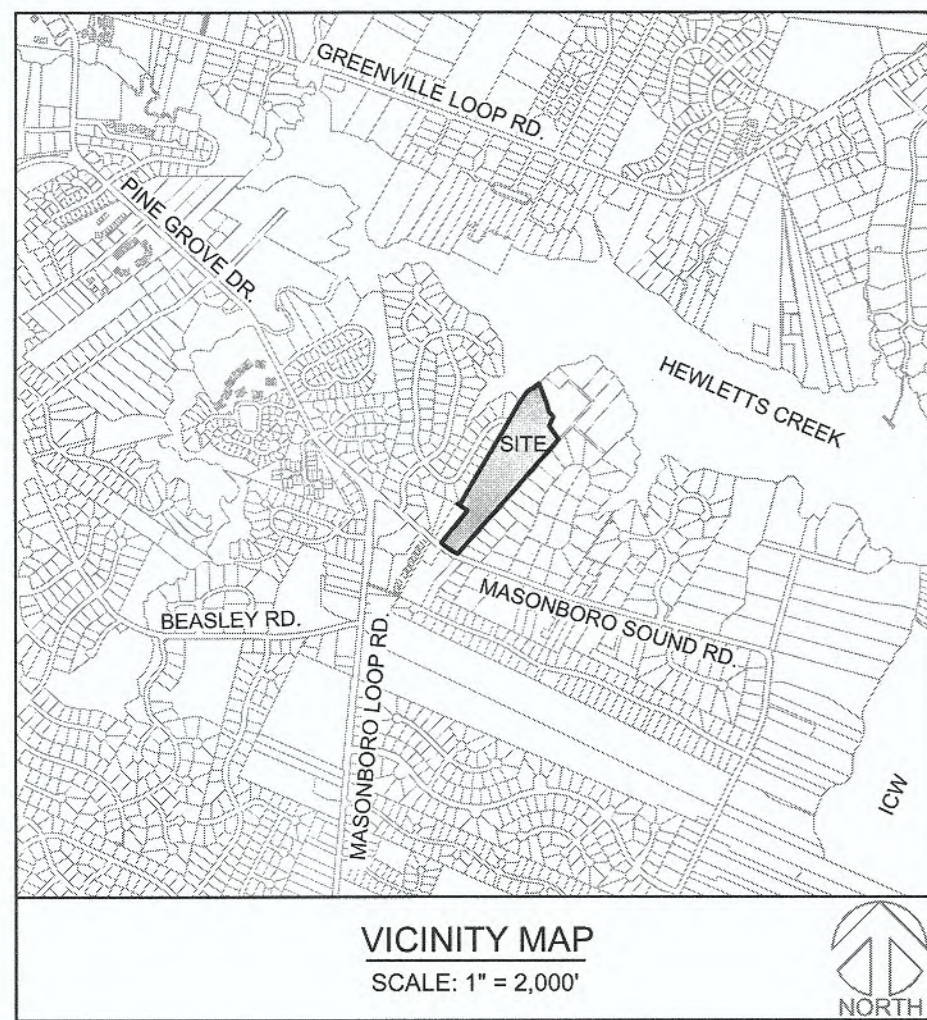 GREENVILLE LOOP RD.
PINE GROVE DR.
HEWLETTS CREEK
SITE
MASONBORO SOUND RD.
BEASLEY RD.
MASONBORO LOOP RD.
ICW
VICINITY MAP
SCALE: 1" = 2,000'
NORTH